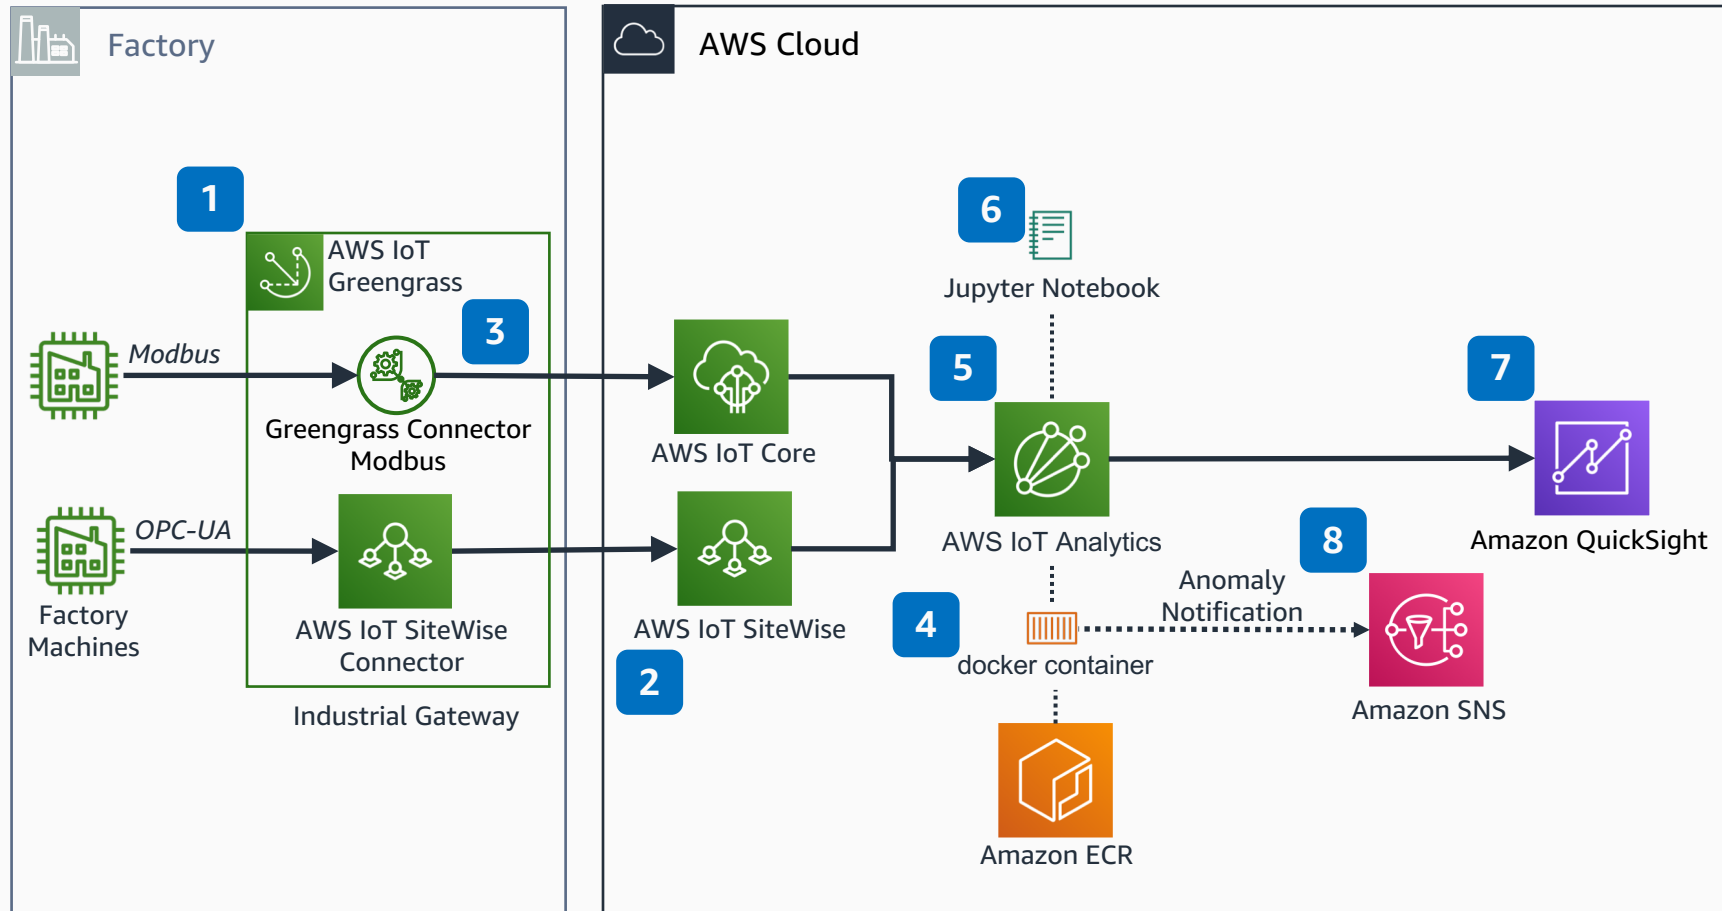 Factory
AWS Cloud
1
AWS IoT
Greengrass
3
Modbus
Greengrass Connector
Modbus
OPC-UA
Factory
Machines
AWS IoT SiteWise
Connector
Industrial Gateway
AWS IoT Core
AWS IoT SiteWise
2
6
Jupyter Notebook
5
AWS IoT Analytics
4
docker container
Amazon ECR
7
Amazon QuickSight
8
Anomaly
Notification
Amazon SNS